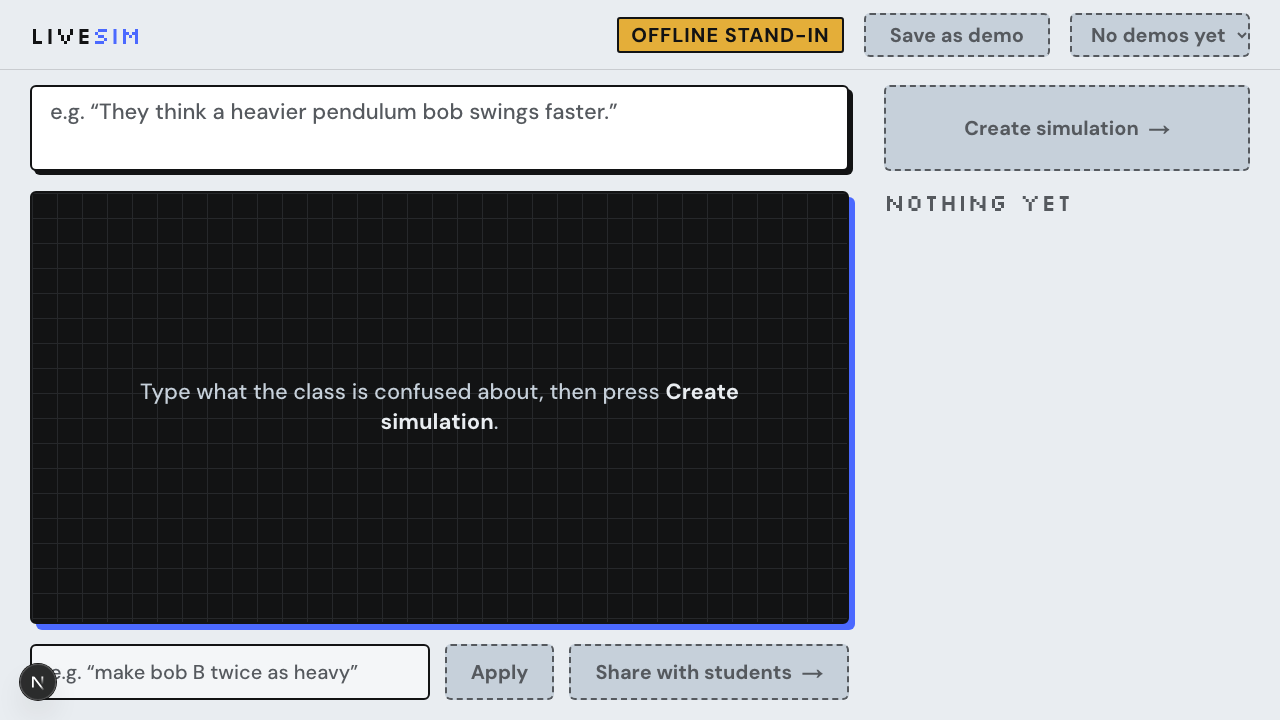 LIVESIM
OFFLINE STAND-IN
Save as demo
No demos yet
e.g. “They think a heavier pendulum bob swings faster.”
Create simulation →
NOTHING YET
Type what the class is confused about, then press Create
simulation.
e.g. “make bob B twice as heavy”
Apply
Share with students →
N